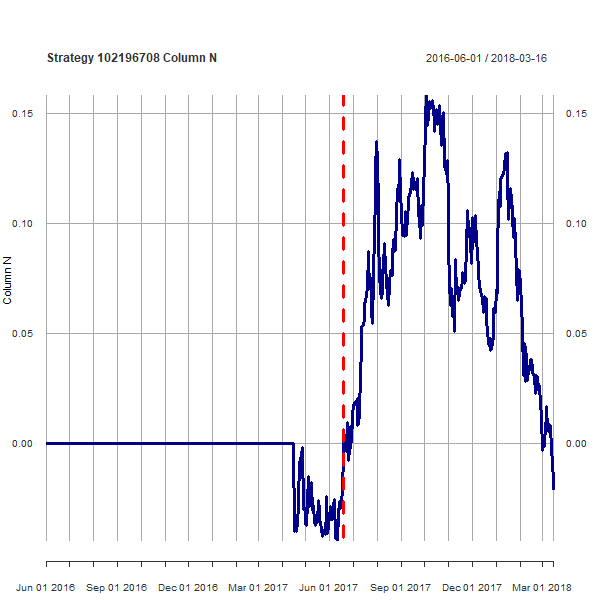 Strategy 102196708 Column N
2016-06-01 / 2018-03-16
0.15 0.15
0.10 0.10
0.05 0.05
0.00 0.00
Column N
Jun 01 2016 Sep 01 2016 Dec 01 2016 Mar 01 2017 Jun 01 2017 Sep 01 2017 Dec 01 2017 Mar 01 2018